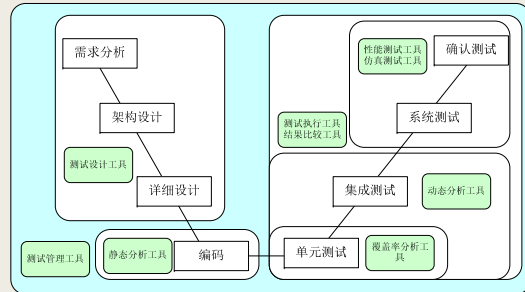 需求分析
架构设计
测试设计工具
详细设计
测试管理工具
静态分析工具
编码
性能测试工具
仿真测试工具
确认测试
测试执行工具
结果比较工具
系统测试
集成测试
动态分析工具
单元测试
覆盖率分析工
具